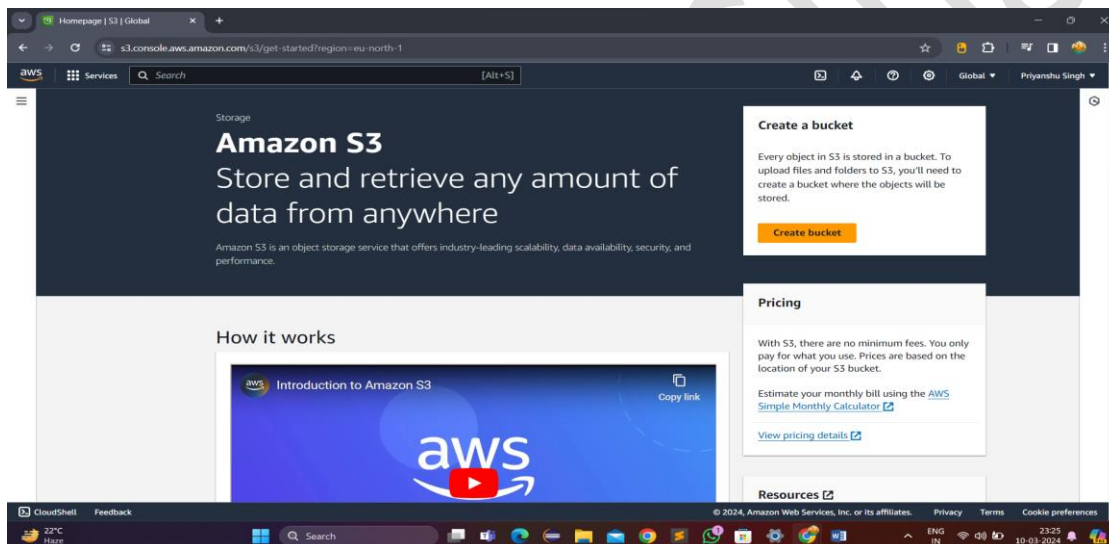 Homepage | S3 | Global
s3.console.aws.amazon.com/s3/get-started?region=eu-north-1
aws
Services
Search
[Alt+S]
Global
Priyanshu Singh
Storage
Amazon S3
Store and retrieve any amount of
data from anywhere
Amazon S3 is an object storage service that offers industry-leading scalability, data availability, security, and
performance.
Create a bucket
Every object in S3 is stored in a bucket. To
upload files and folders to S3, you'll need to
create a bucket where the objects will be
stored.
Create bucket
Pricing
With S3, there are no minimum fees. You only
pay for what you use. Prices are based on the
location of your S3 bucket.
Estimate your monthly bill using the AWS
Simple Monthly Calculator
View pricing details
Resources
How it works
aws
Introduction to Amazon S3
Copy link
aws
CloudShell
Feedback
© 2024, Amazon Web Services, Inc. or its affiliates.
Privacy
Terms
Cookie preferences
22°C
Haze
Search
ENG
IN
23:25
10-03-2024